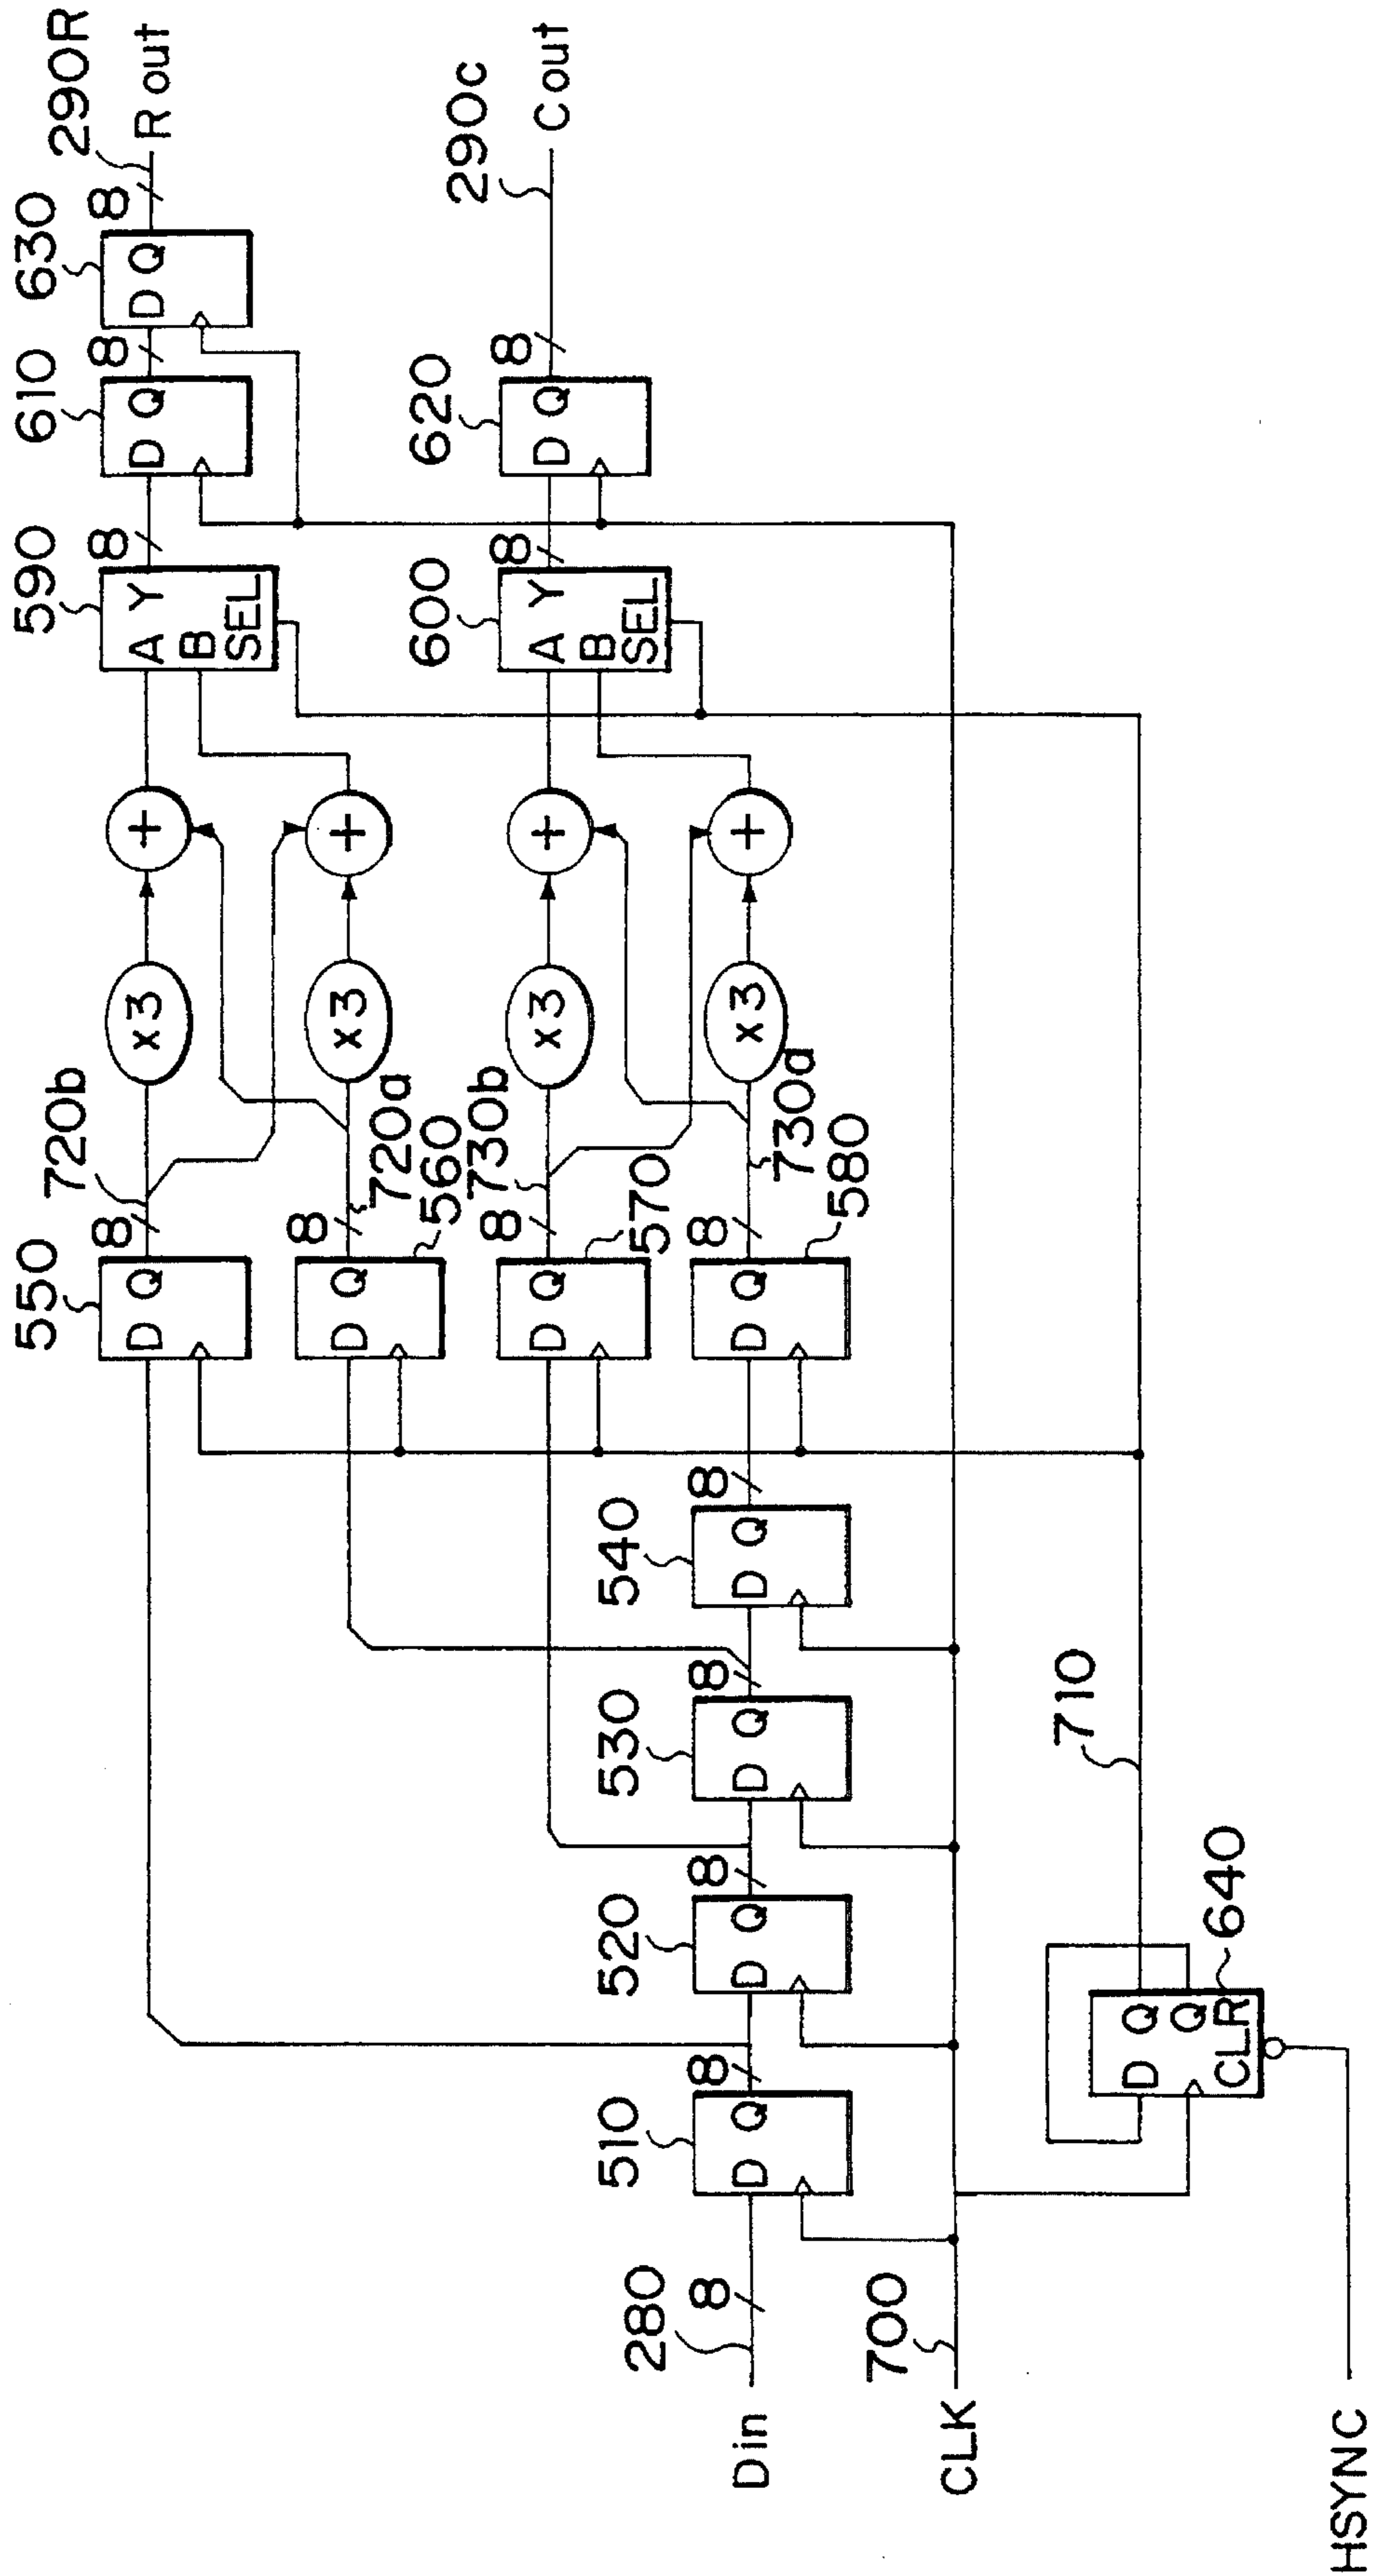 550
720b
8
D Q
x3
+
590
8
A Y
B
SEL
610
8
D Q
630
8
D Q
290R
Rout
8
D Q
720a
560
x3
+
730b
8
D Q
570
x3
+
600
8
A Y
B
SEL
620
8
D Q
290c
Cout
Din
280
8
510
8
D Q
520
8
D Q
530
8
D Q
540
8
D Q
8
D Q
730a
580
x3
+
CLK
700
710
D Q
Q
CLR
640
HSYNC